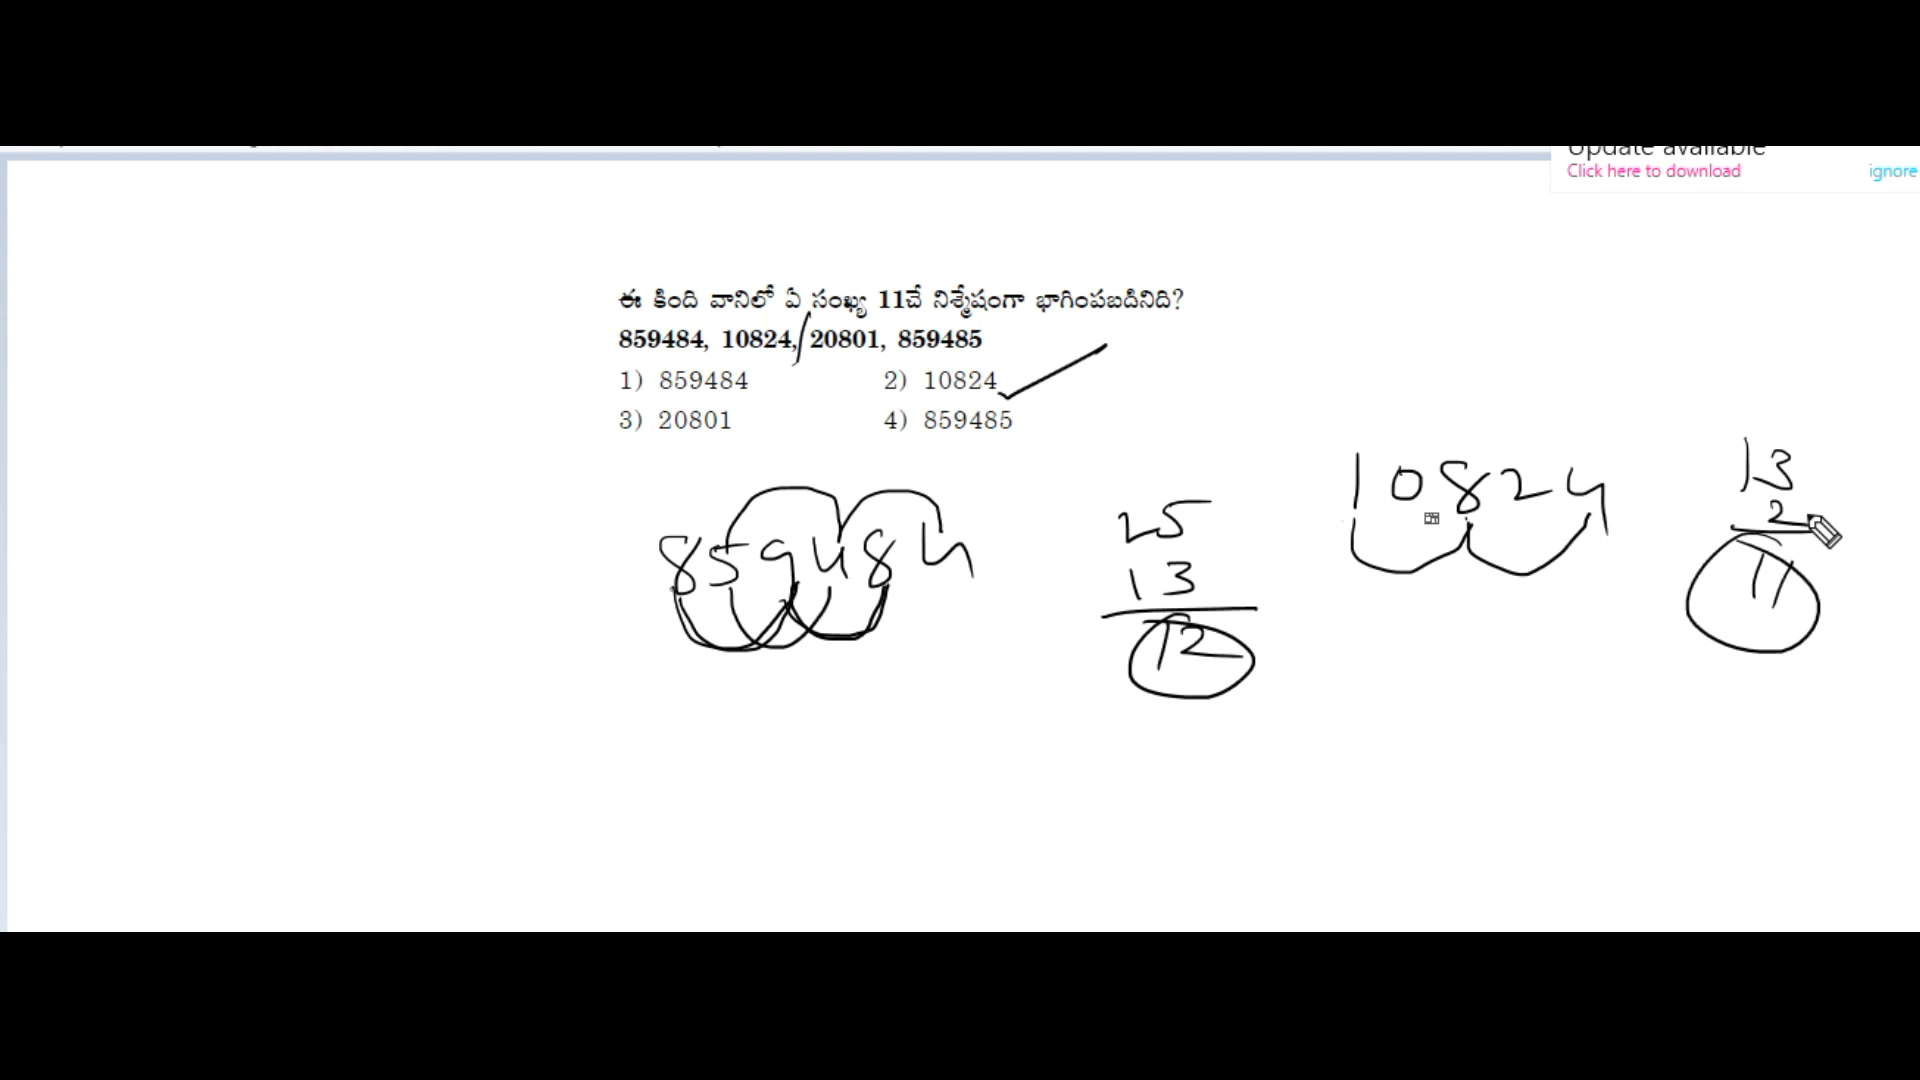 Update available
Click here to download ignore
ఈ కింది వానిలో ఏ సంఖ్య 11చే నిశ్శేషంగా భాగింపబడినిది?
859484, 10824, 20801, 859485
1) 859484 2) 10824
3) 20801 4) 859485
859484
25
13
12
10824
13
2
11